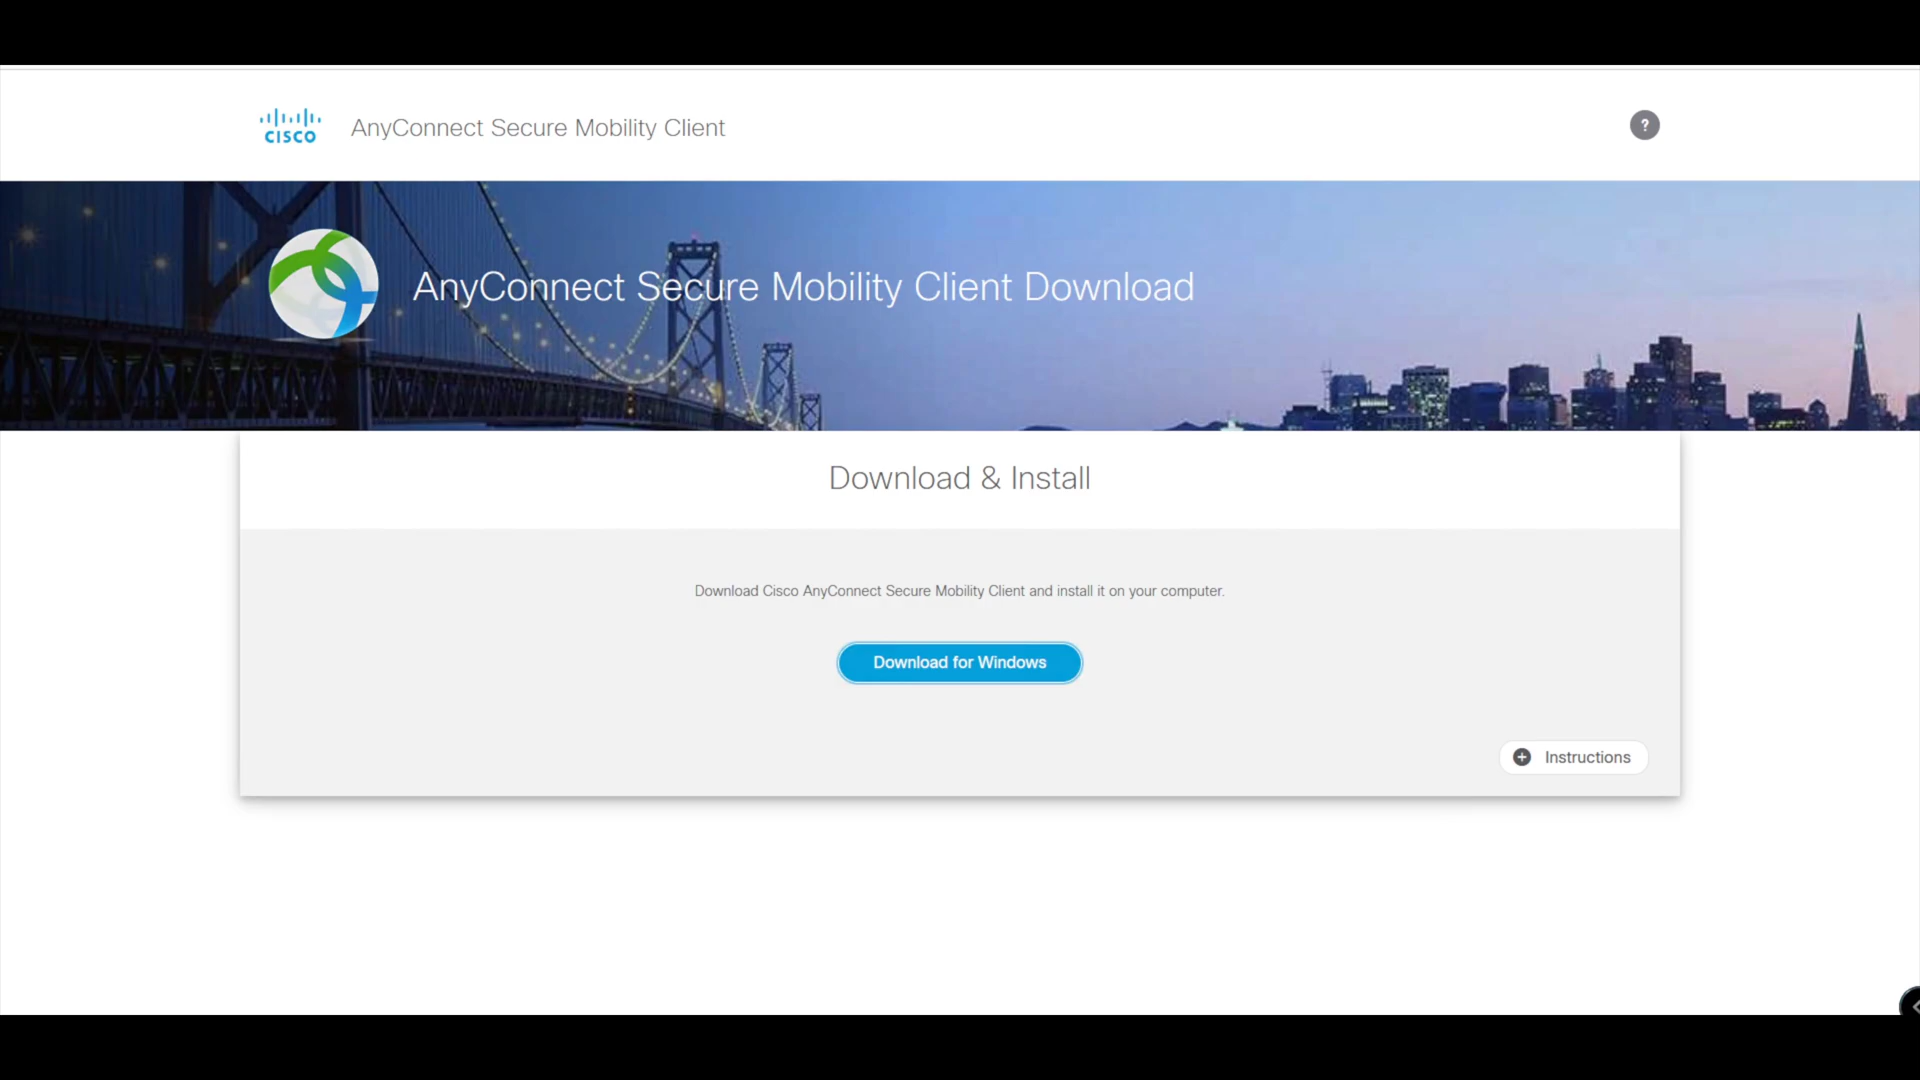 CISCO
AnyConnect Secure Mobility Client
?
AnyConnect Secure Mobility Client Download
Download & Install
Download Cisco AnyConnect Secure Mobility Client and install it on your computer.
Download for Windows
Instructions